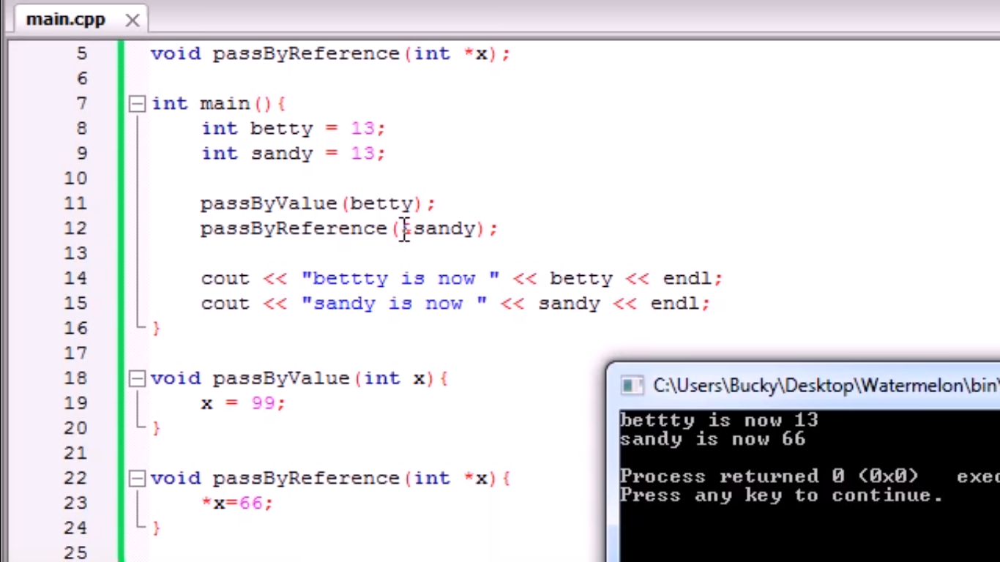 main.cpp
5 void passByReference(int *x);
6
7 int main(){
8 int betty = 13;
9 int sandy = 13;
10
11 passByValue(betty);
12 passByReference(&sandy);
13
14 cout << "bettty is now " << betty << endl;
15 cout << "sandy is now " << sandy << endl;
16 }
17
18 void passByValue(int x){
19 x = 99;
20 }
21
22 void passByReference(int *x){
23 *x=66;
24 }
25
C:\Users\Bucky\Desktop\Watermelon\bin\
bettty is now 13
sandy is now 66
Process returned 0 (0x0) exec
Press any key to continue.